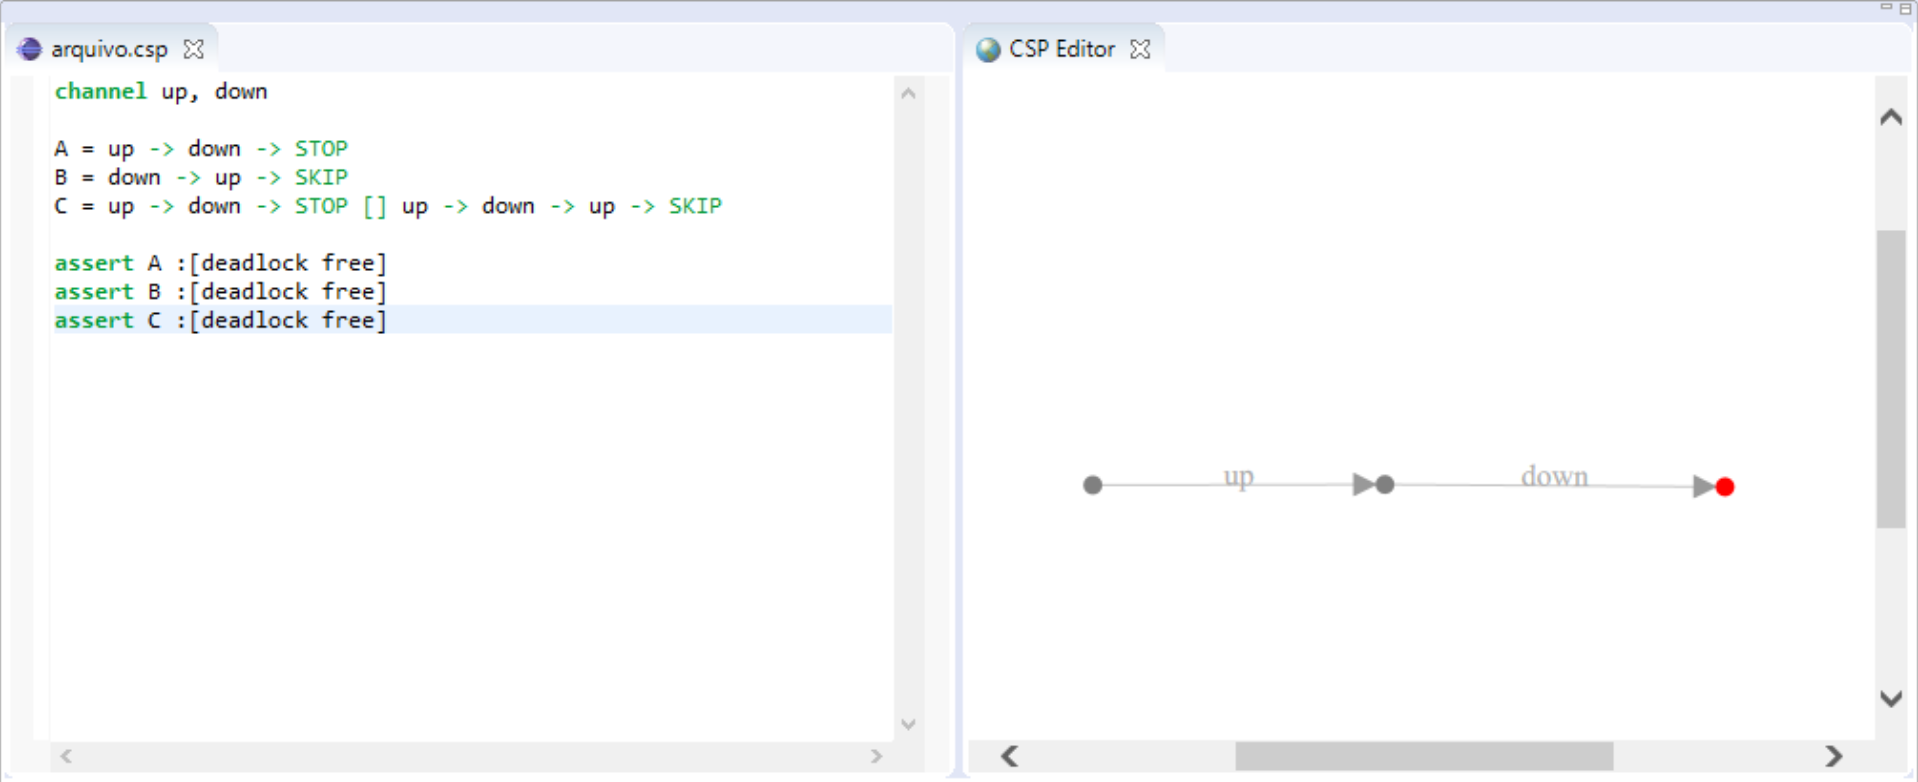 arquivo.csp
channel up, down
A = up -> down -> STOP
B = down -> up -> SKIP
C = up -> down -> STOP [] up -> down -> up -> SKIP
assert A :[deadlock free]
assert B :[deadlock free]
assert C :[deadlock free]
CSP Editor
up
down